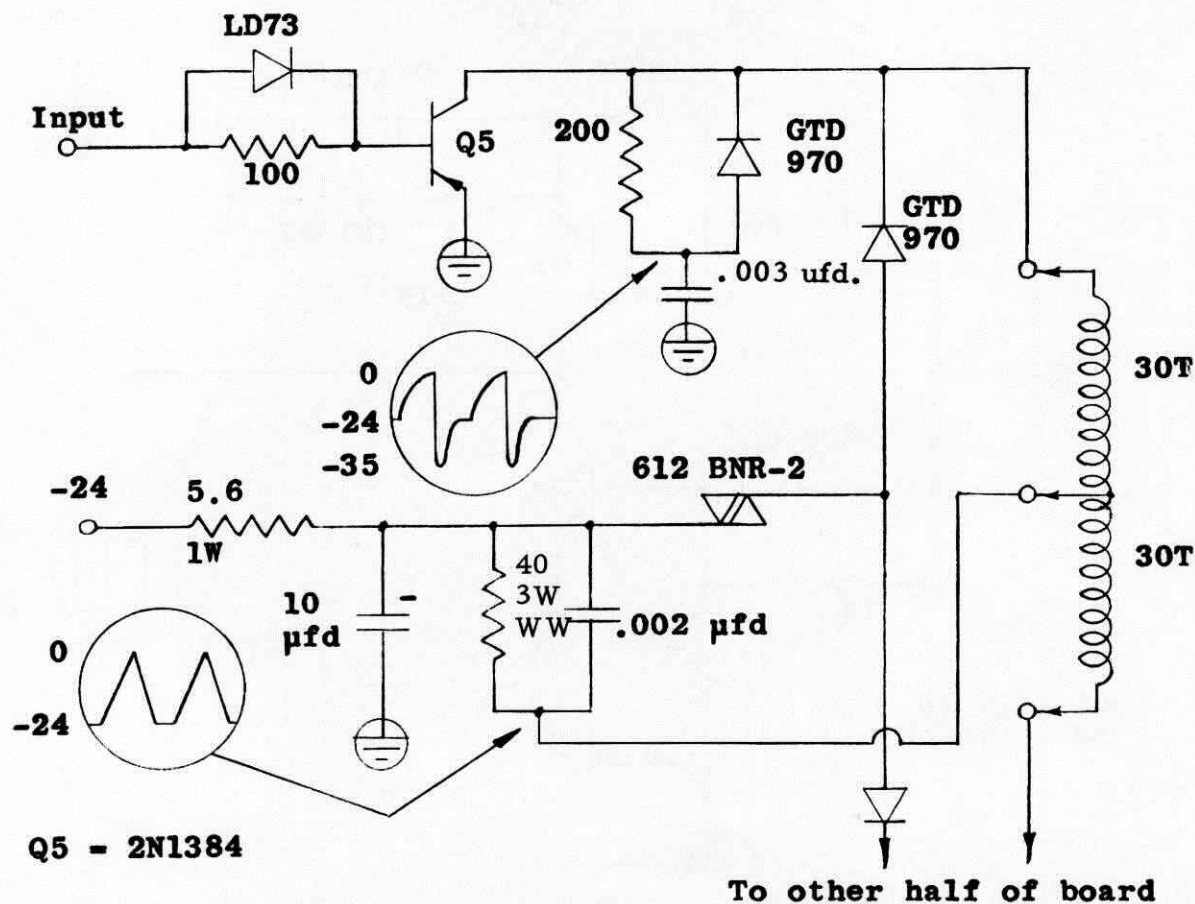 LD73
Input
100
Q5
200
GTD
970
GTD
970
.003 ufd.
0
-24
-35
30T
612 BNR-2
-24
5.6
1W
10
µfd
-
40
3W
WW
.002 µfd
30T
0
-24
Q5 = 2N1384
To other half of board